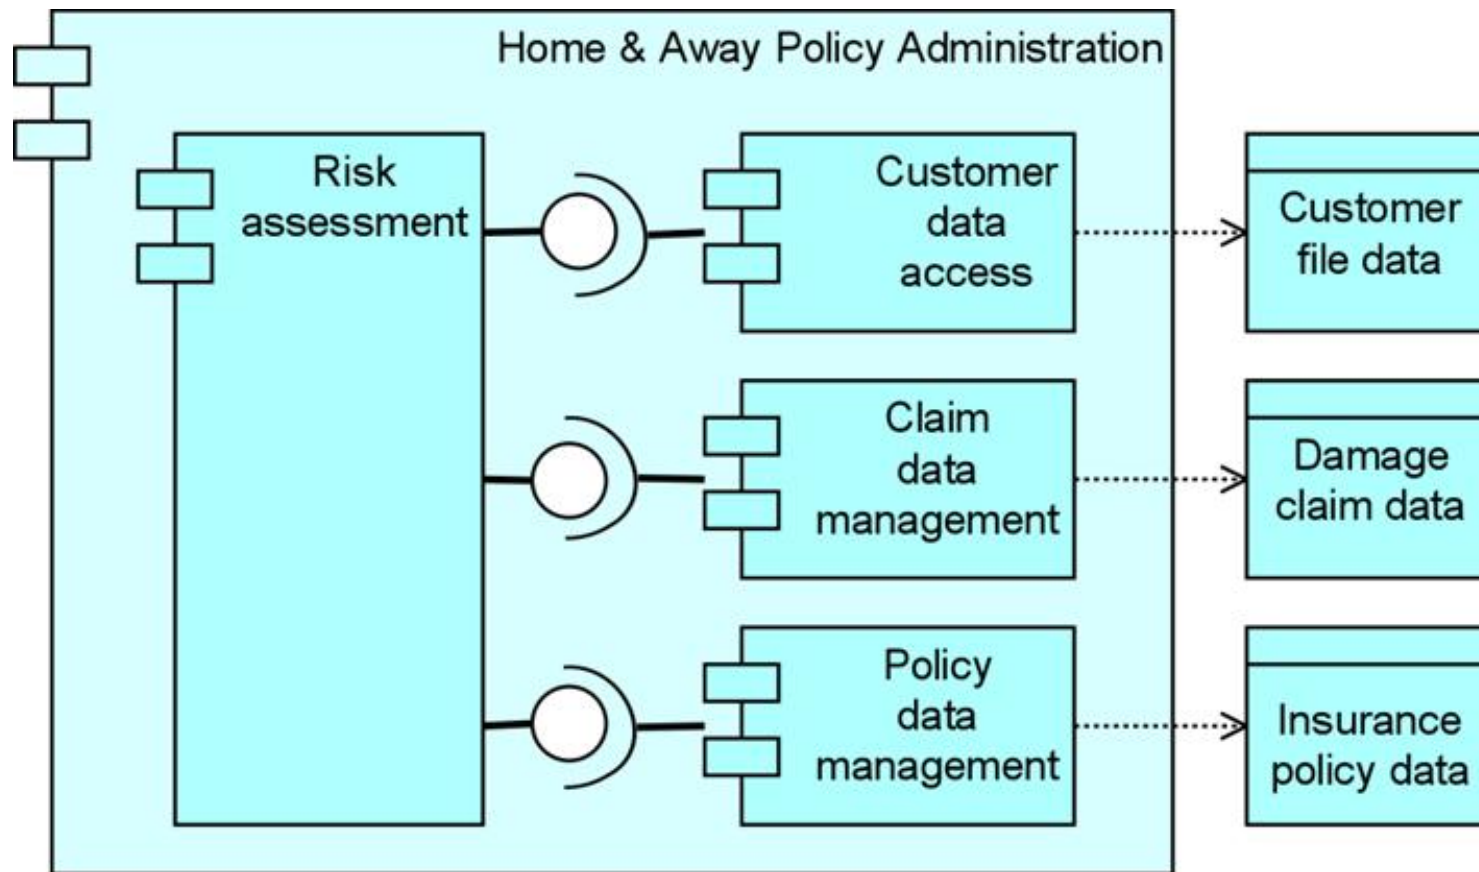 Home & Away Policy Administration
Risk
assessment
Customer
data
access
Customer
file data
Claim
data
management
Damage
claim data
Policy
data
management
Insurance
policy data